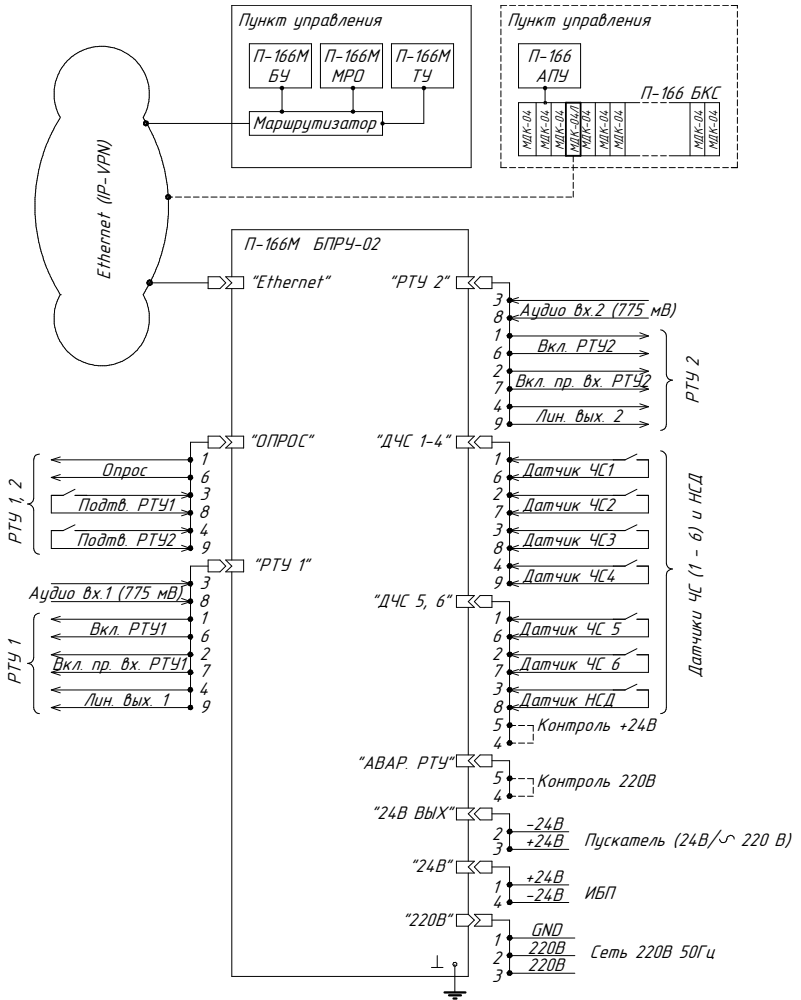 Пункт управления
П-166М БУ
П-166М МРО
П-166М ТУ
Маршрутизатор
Пункт управления
П-166 АПУ
П-166 БКС
МДК-04
МДК-04
МДК-04
МДК-04Л
МДК-04
МДК-04
МДК-04
МДК-04
МДК-04
Ethernet (IP-VPN)
П-166М БПРУ-02
"Ethernet"
"РТУ 2"
3
Аудио вх.2 (775 мВ)
8
1
Вкл. РТУ2
6
2
Вкл. пр. вх. РТУ2
7
4
Лин. вых. 2
9
РТУ 2
"ОПРОС"
1
Опрос
6
3
Подтв. РТУ1
8
4
Подтв. РТУ2
9
РТУ 1, 2
"РТУ 1"
3
Аудио вх.1 (775 мВ)
8
1
Вкл. РТУ1
6
2
Вкл. пр. вх. РТУ1
7
4
Лин. вых. 1
9
РТУ 1
"ДЧС 1-4"
1
Датчик ЧС1
6
2
Датчик ЧС2
7
3
Датчик ЧС3
8
4
Датчик ЧС4
9
"ДЧС 5, 6"
1
Датчик ЧС 5
6
2
Датчик ЧС 6
7
3
Датчик НСД
8
5
Контроль +24В
4
Датчики ЧС (1 - 6) и НСД
"АВАР. РТУ"
5
Контроль 220В
4
"24В ВЫХ"
2
-24В
3
+24В
Пускатель (24В/~ 220 В)
"24В"
1
+24В
4
-24В
ИБП
"220В"
1
GND
2
220В
3
220В
Сеть 220В 50Гц
⊥